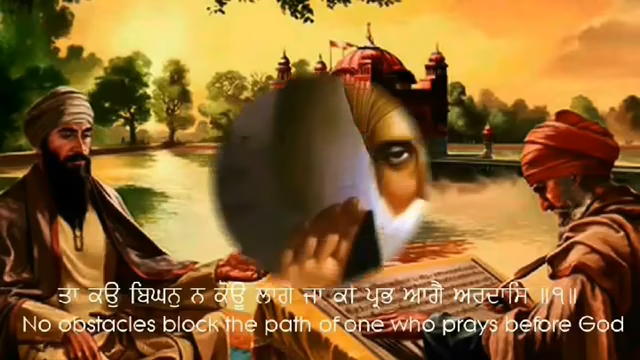 ਤਾ ਕਉ ਬਿਘਨੁ ਨ ਕੋਊ ਲਾਗੈ ਜਾ ਕੀ ਪ੍ਰਭ ਆਗੈ ਅਰਦਾਸਿ ॥੧॥
No obstacles block the path of one who prays before God